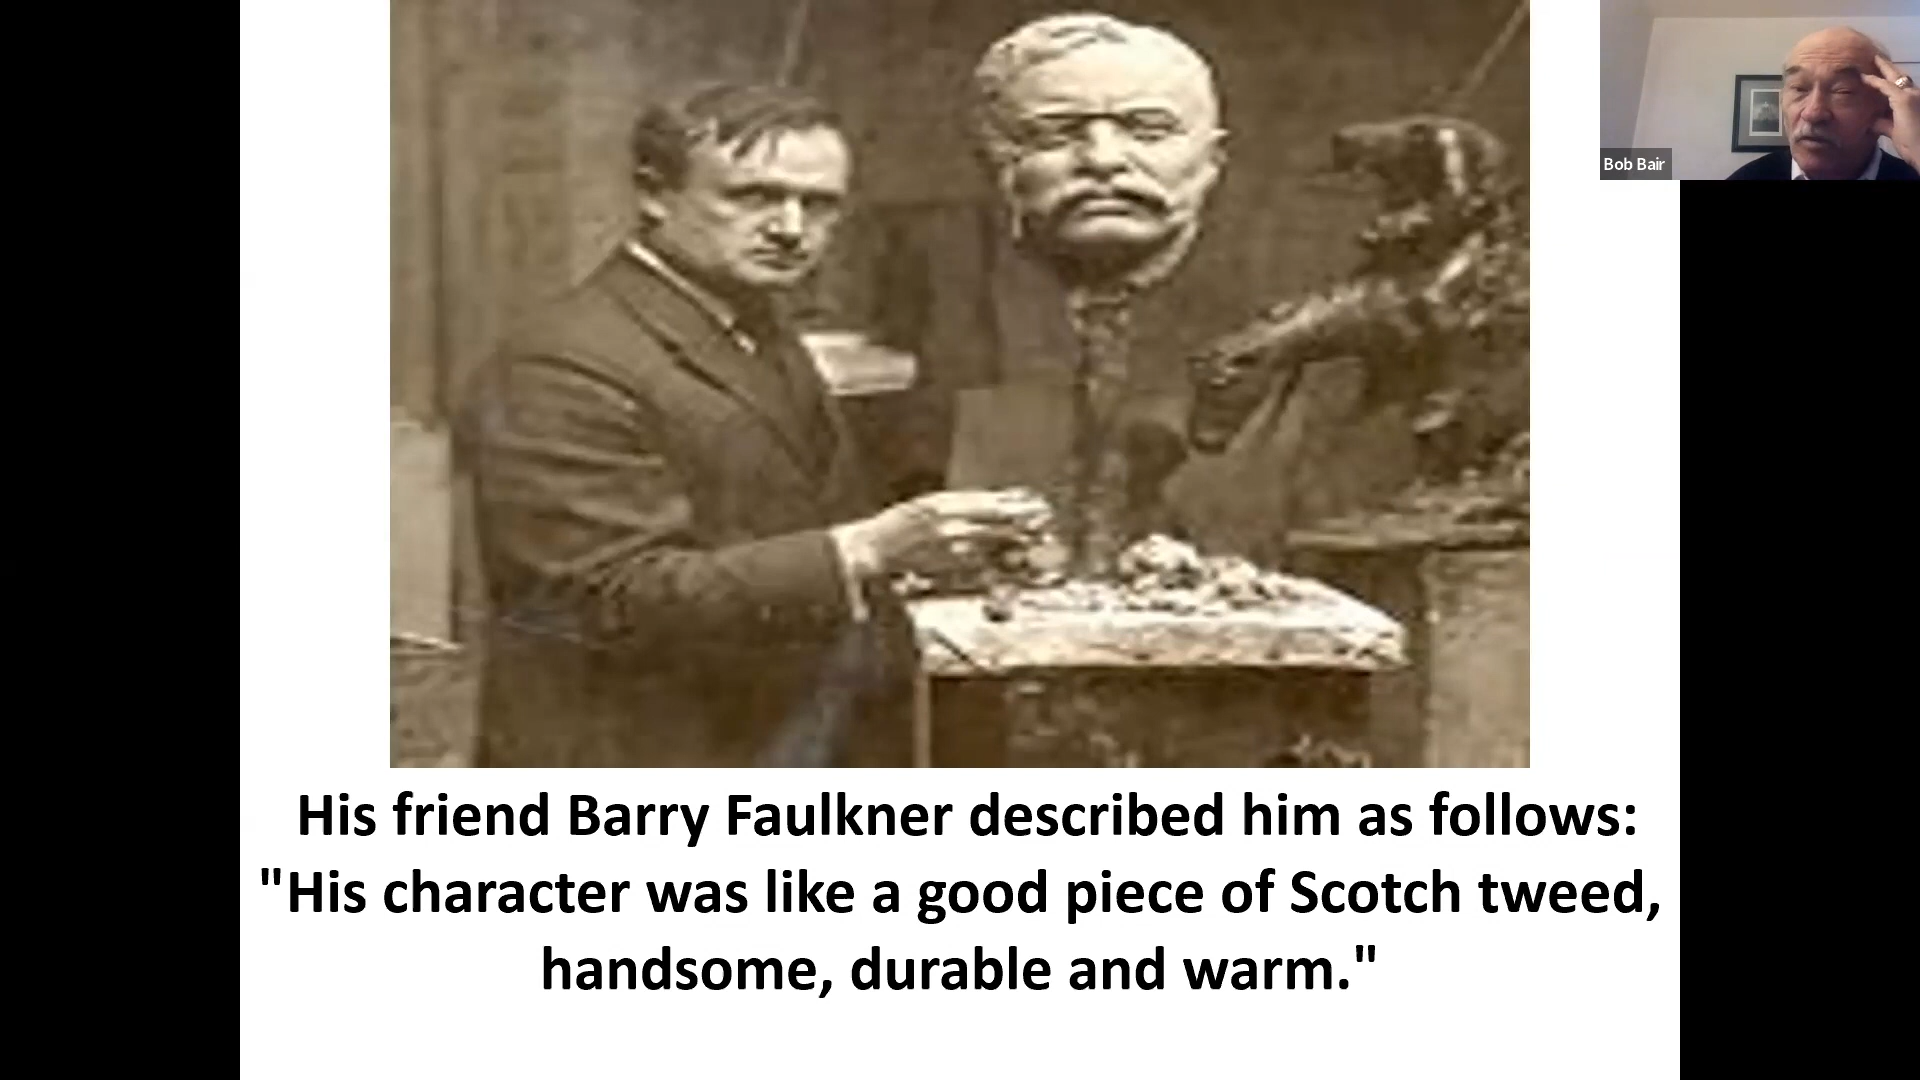 Bob Bair
His friend Barry Faulkner described him as follows:
"His character was like a good piece of Scotch tweed,
handsome, durable and warm."